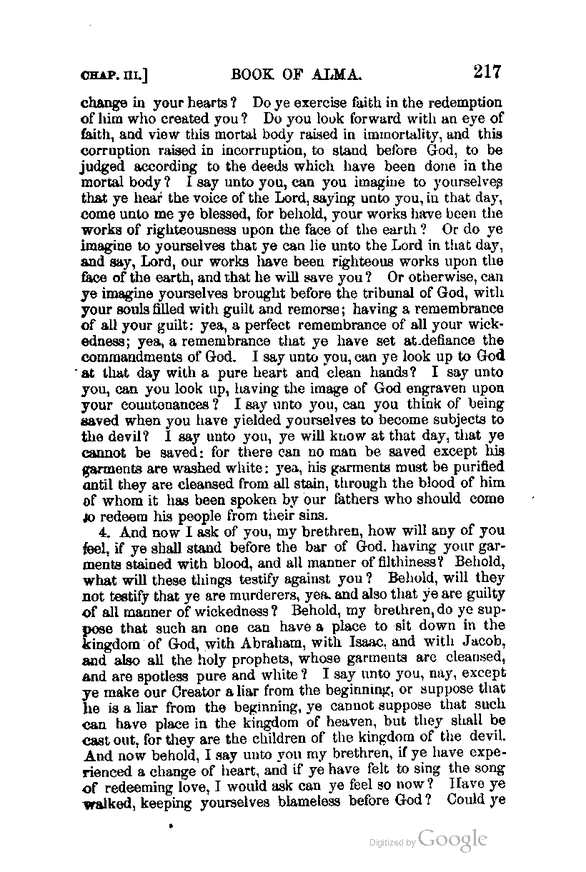 CHAP. III.] BOOK OF ALMA. 217
change in your hearts? Do ye exercise faith in the redemption
of him who created you? Do you look forward with an eye of
faith, and view this mortal body raised in immortality, and this
corruption raised in incorruption, to stand before God, to be
judged according to the deeds which have been done in the
mortal body? I say unto you, can you imagine to yourselves
that ye hear the voice of the Lord, saying unto you, in that day,
come unto me ye blessed, for behold, your works have been the
works of righteousness upon the face of the earth? Or do ye
imagine to yourselves that ye can lie unto the Lord in that day,
and say, Lord, our works have been righteous works upon the
face of the earth, and that he will save you? Or otherwise, can
ye imagine yourselves brought before the tribunal of God, with
your souls filled with guilt and remorse; having a remembrance
of all your guilt: yea, a perfect remembrance of all your wick-
edness; yea, a remembrance that ye have set at defiance the
commandments of God. I say unto you, can ye look up to God
at that day with a pure heart and clean hands? I say unto
you, can you look up, having the image of God engraven upon
your countonances? I say unto you, can you think of being
saved when you have yielded yourselves to become subjects to
the devil? I say unto you, ye will know at that day, that ye
cannot be saved: for there can no man be saved except his
garments are washed white: yea, his garments must be purified
until they are cleansed from all stain, through the blood of him
of whom it has been spoken by our fathers who should come
to redeem his people from their sins.
4. And now I ask of you, my brethren, how will any of you
feel, if ye shall stand before the bar of God. having your gar-
ments stained with blood, and all manner of filthiness? Behold,
what will these things testify against you? Behold, will they
not testify that ye are murderers, yea. and also that ye are guilty
of all manner of wickedness? Behold, my brethren, do ye sup-
pose that such an one can have a place to sit down in the
kingdom of God, with Abraham, with Isaac, and with Jacob,
and also all the holy prophets, whose garments are cleansed,
and are spotless pure and white? I say unto you, nay, except
ye make our Creator a liar from the beginning, or suppose that
he is a liar from the beginning, ye cannot suppose that such
can have place in the kingdom of heaven, but they shall be
cast out, for they are the children of the kingdom of the devil.
And now behold, I say unto you my brethren, if ye have expe-
rienced a change of heart, and if ye have felt to sing the song
of redeeming love, I would ask can ye feel so now? Have ye
walked, keeping yourselves blameless before God? Could ye
Digitized by Google